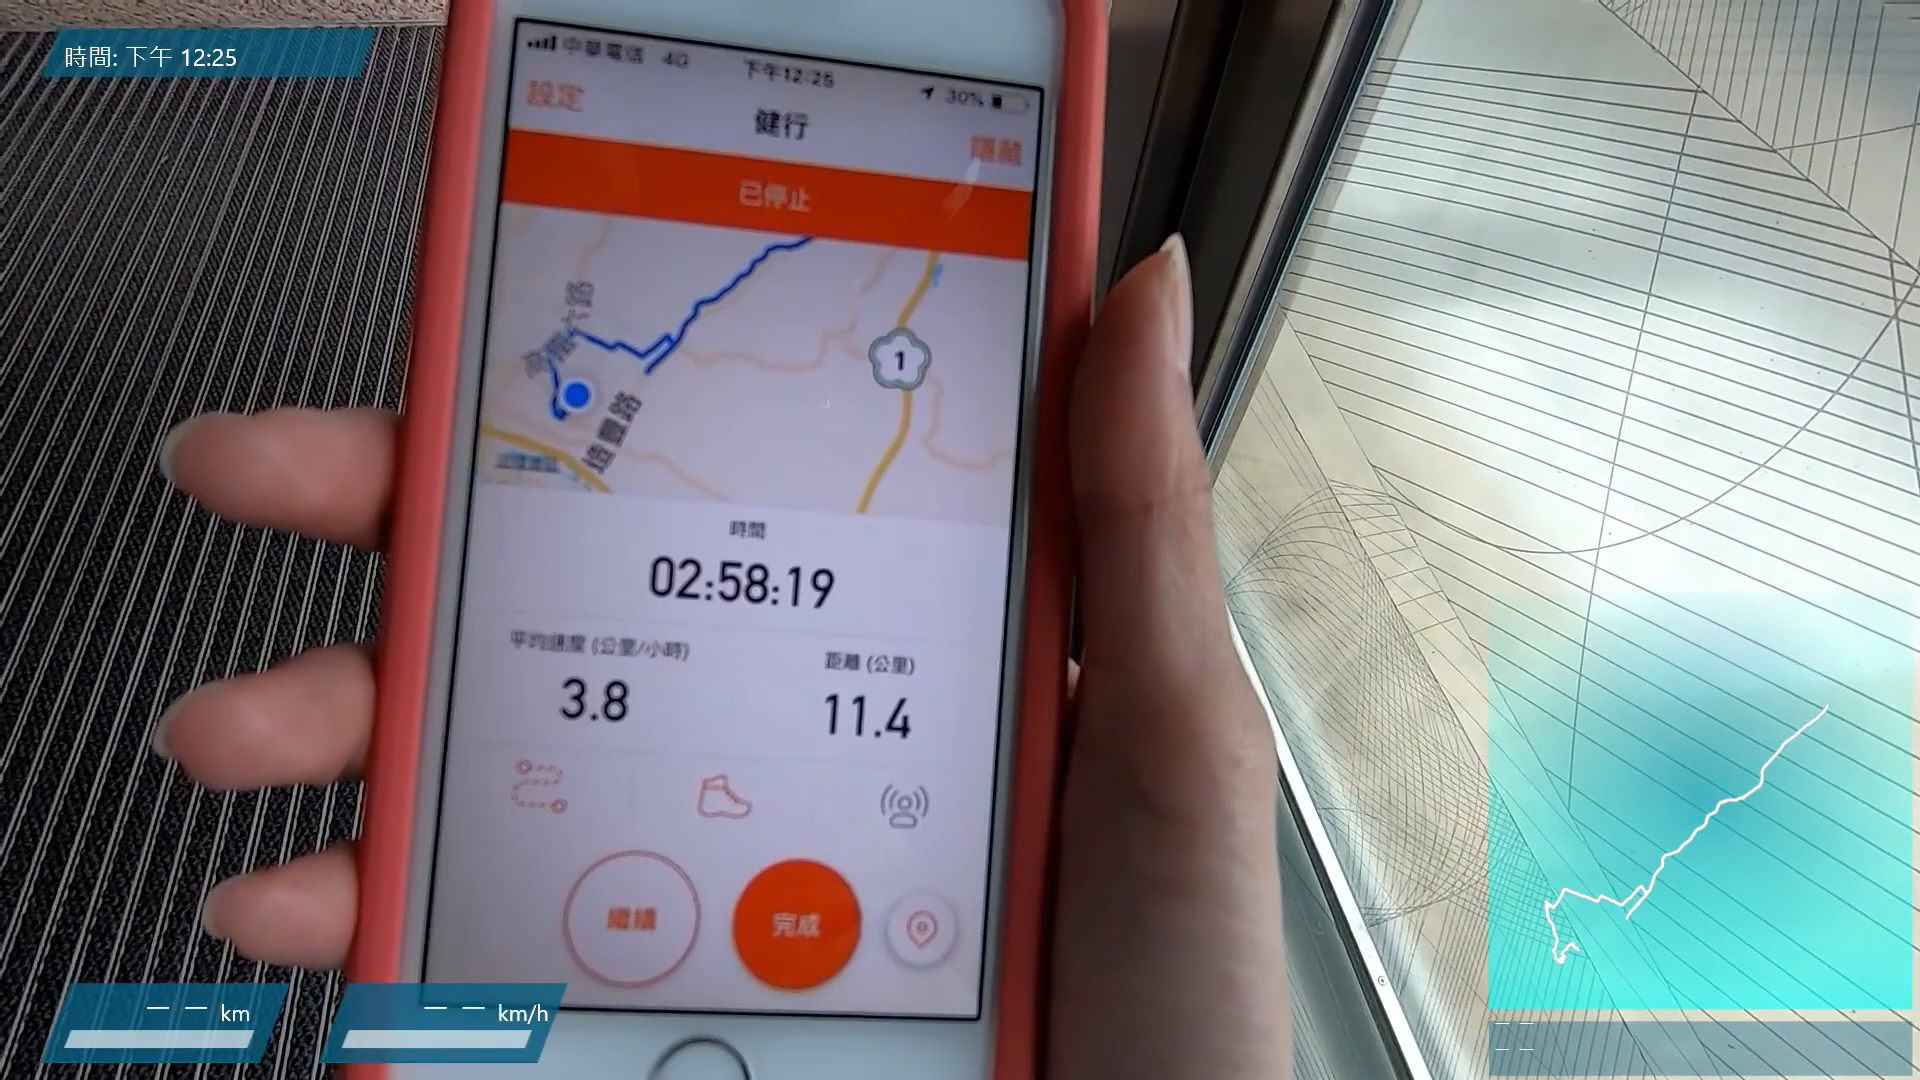 時間: 下午 12:25
中華電信 4G
下午12:25
30%
設定
健行
隱藏
已停止
1
時間
02:58:19
平均速度 (公里/小時)
3.8
距離 (公里)
11.4
繼續
完成
— — km
— — km/h
— —
— —